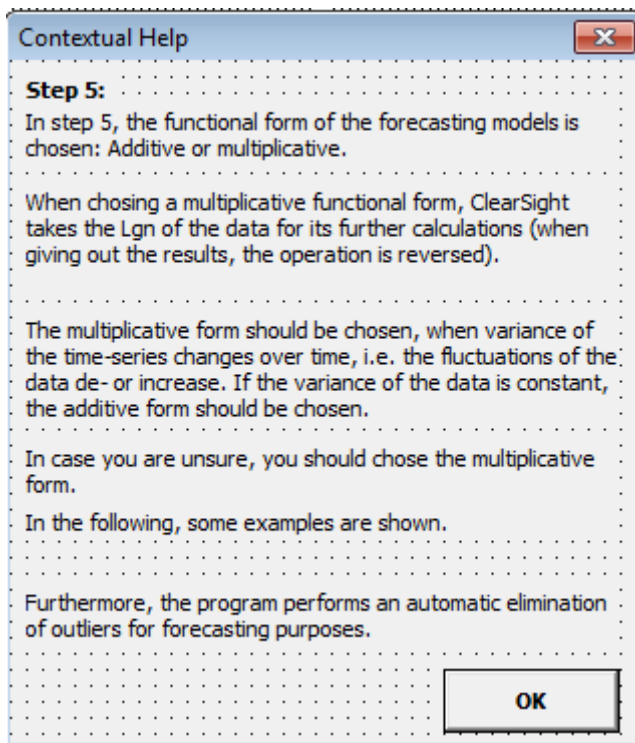 Contextual Help
Step 5:
In step 5, the functional form of the forecasting models is
chosen: Additive or multiplicative.
When chosing a multiplicative functional form, ClearSight
takes the Lgn of the data for its further calculations (when
giving out the results, the operation is reversed).
The multiplicative form should be chosen, when variance of
the time-series changes over time, i.e. the fluctuations of the
data de- or increase. If the variance of the data is constant,
the additive form should be chosen.
In case you are unsure, you should chose the multiplicative
form.
In the following, some examples are shown.
Furthermore, the program performs an automatic elimination
of outliers for forecasting purposes.
OK